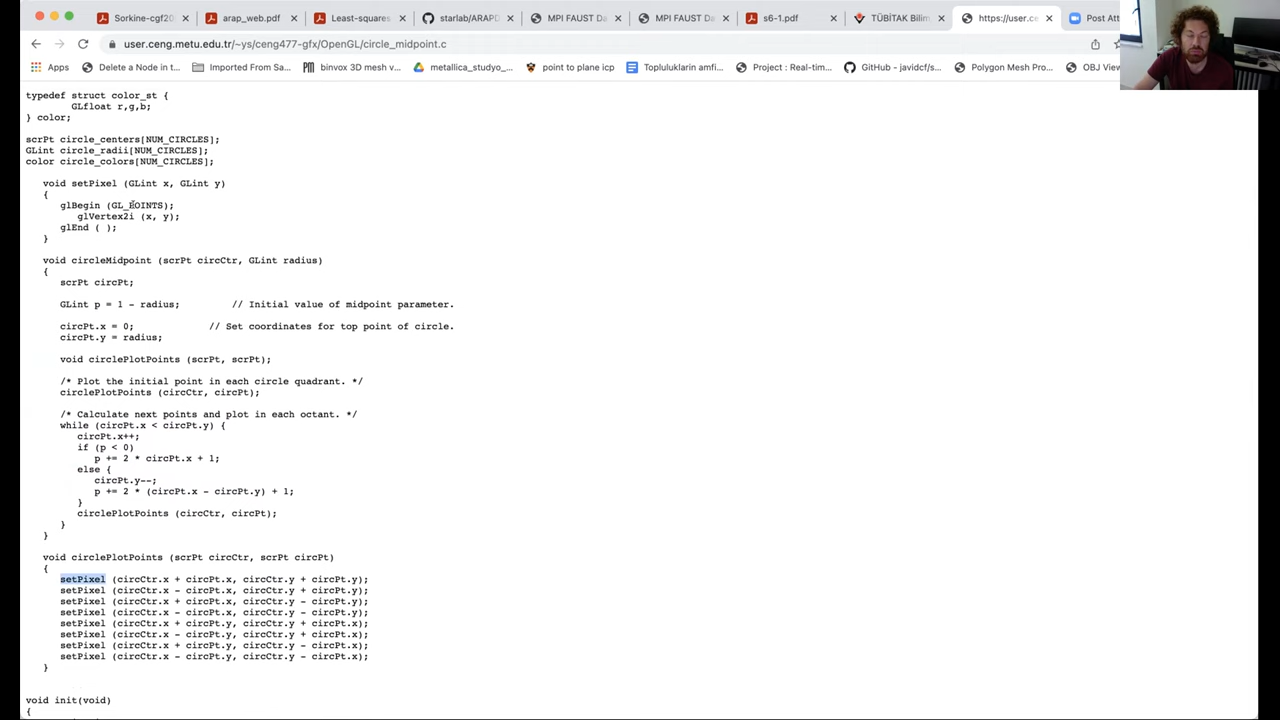 Sorkine-cgf20
arap_web.pdf
Least-squares
starlab/ARAPD
MPI FAUST Da
MPI FAUST Da
s6-1.pdf
TÜBİTAK Bilim
https://user.ce
Post Att
user.ceng.metu.edu.tr/~ys/ceng477-gfx/OpenGL/circle_midpoint.c
Apps
Delete a Node in t...
Imported From Sa...
binvox 3D mesh v...
metallica_studyo_...
point to plane icp
Topluluklarin amfi...
Project : Real-tim...
GitHub - javidcf/s...
Polygon Mesh Pro...
OBJ View
typedef struct color_st {
GLfloat r,g,b;
} color;
scrPt circle_centers[NUM_CIRCLES];
GLint circle_radii[NUM_CIRCLES];
color circle_colors[NUM_CIRCLES];
void setPixel (GLint x, GLint y)
{
glBegin (GL_POINTS);
glVertex2i (x, y);
glEnd ( );
}
void circleMidpoint (scrPt circCtr, GLint radius)
{
scrPt circPt;
GLint p = 1 - radius; // Initial value of midpoint parameter.
circPt.x = 0; // Set coordinates for top point of circle.
circPt.y = radius;
void circlePlotPoints (scrPt, scrPt);
/* Plot the initial point in each circle quadrant. */
circlePlotPoints (circCtr, circPt);
/* Calculate next points and plot in each octant. */
while (circPt.x < circPt.y) {
circPt.x++;
if (p < 0)
p += 2 * circPt.x + 1;
else {
circPt.y--;
p += 2 * (circPt.x - circPt.y) + 1;
}
circlePlotPoints (circCtr, circPt);
}
}
void circlePlotPoints (scrPt circCtr, scrPt circPt)
{
setPixel (circCtr.x + circPt.x, circCtr.y + circPt.y);
setPixel (circCtr.x - circPt.x, circCtr.y + circPt.y);
setPixel (circCtr.x + circPt.x, circCtr.y - circPt.y);
setPixel (circCtr.x - circPt.x, circCtr.y - circPt.y);
setPixel (circCtr.x + circPt.y, circCtr.y + circPt.x);
setPixel (circCtr.x - circPt.y, circCtr.y + circPt.x);
setPixel (circCtr.x + circPt.y, circCtr.y - circPt.x);
setPixel (circCtr.x - circPt.y, circCtr.y - circPt.x);
}
void init(void)
{